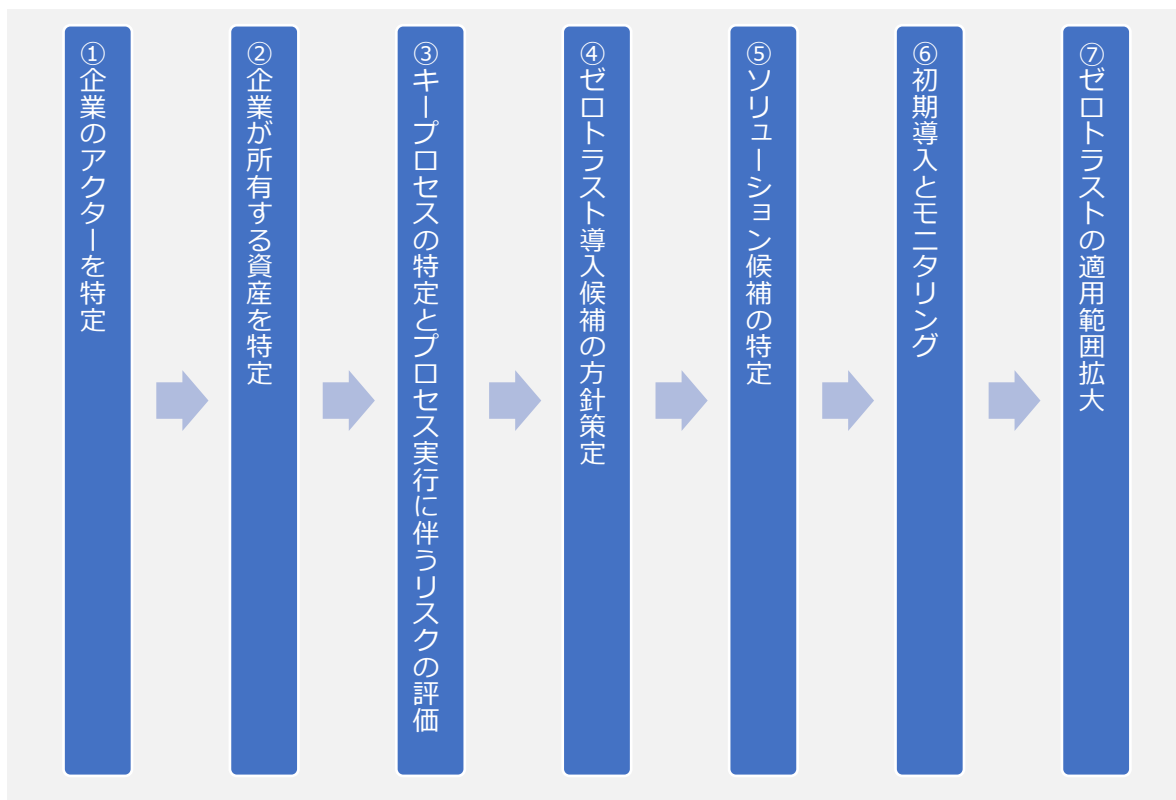 ①企業のアクターを特定
②企業が所有する資産を特定
③キープロセスの特定とプロセス実行に伴うリスクの評価
④ゼロトラスト導入候補の方針策定
⑤ソリューション候補の特定
⑥初期導入とモニタリング
⑦ゼロトラストの適用範囲拡大